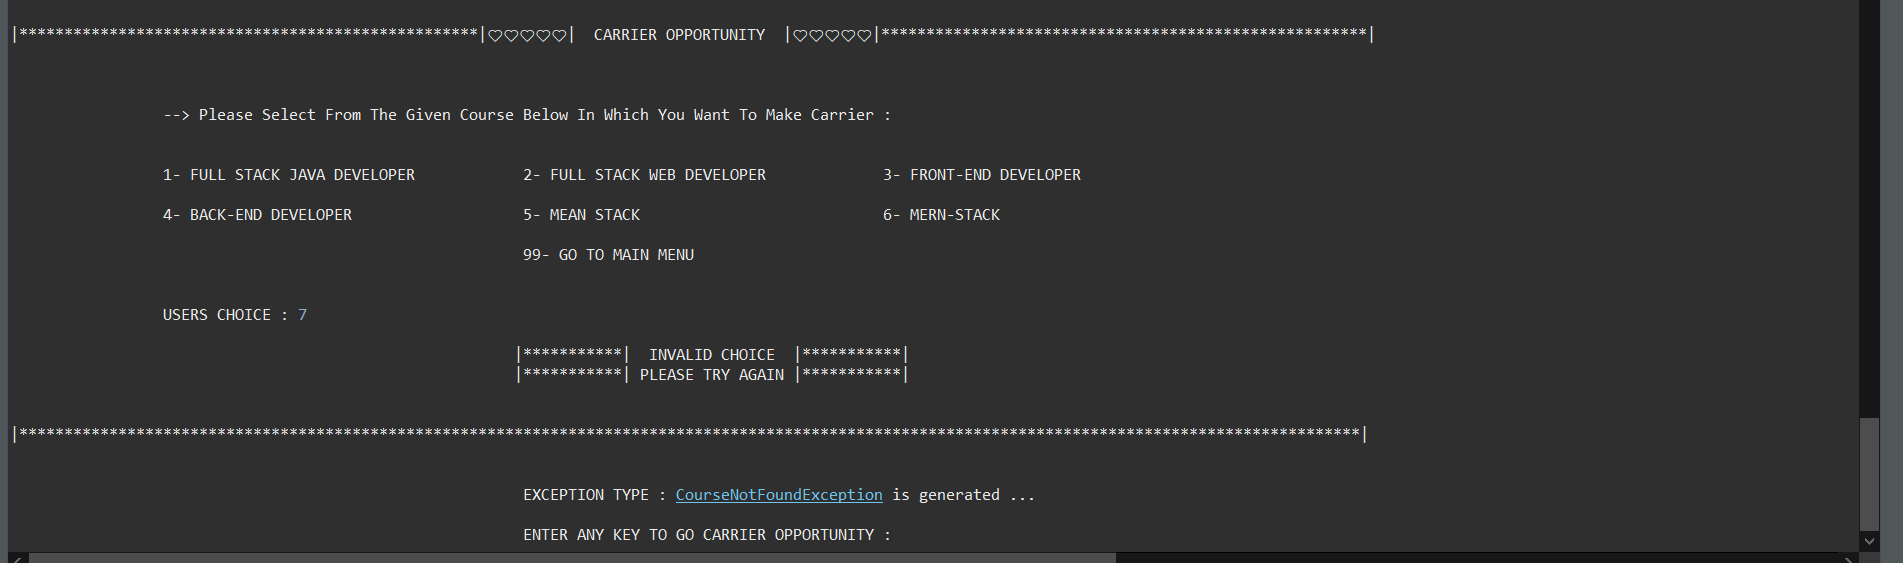 |***************************************************|♡♡♡♡♡|  CARRIER OPPORTUNITY  |♡♡♡♡♡|******************************************************|
--> Please Select From The Given Course Below In Which You Want To Make Carrier :
1- FULL STACK JAVA DEVELOPER            2- FULL STACK WEB DEVELOPER             3- FRONT-END DEVELOPER
4- BACK-END DEVELOPER                   5- MEAN STACK                           6- MERN-STACK
99- GO TO MAIN MENU
USERS CHOICE : 7
|***********|  INVALID CHOICE  |***********|
|***********| PLEASE TRY AGAIN |***********|
|*****************************************************************************************************************************************************|
EXCEPTION TYPE : CourseNotFoundException is generated ...
ENTER ANY KEY TO GO CARRIER OPPORTUNITY :